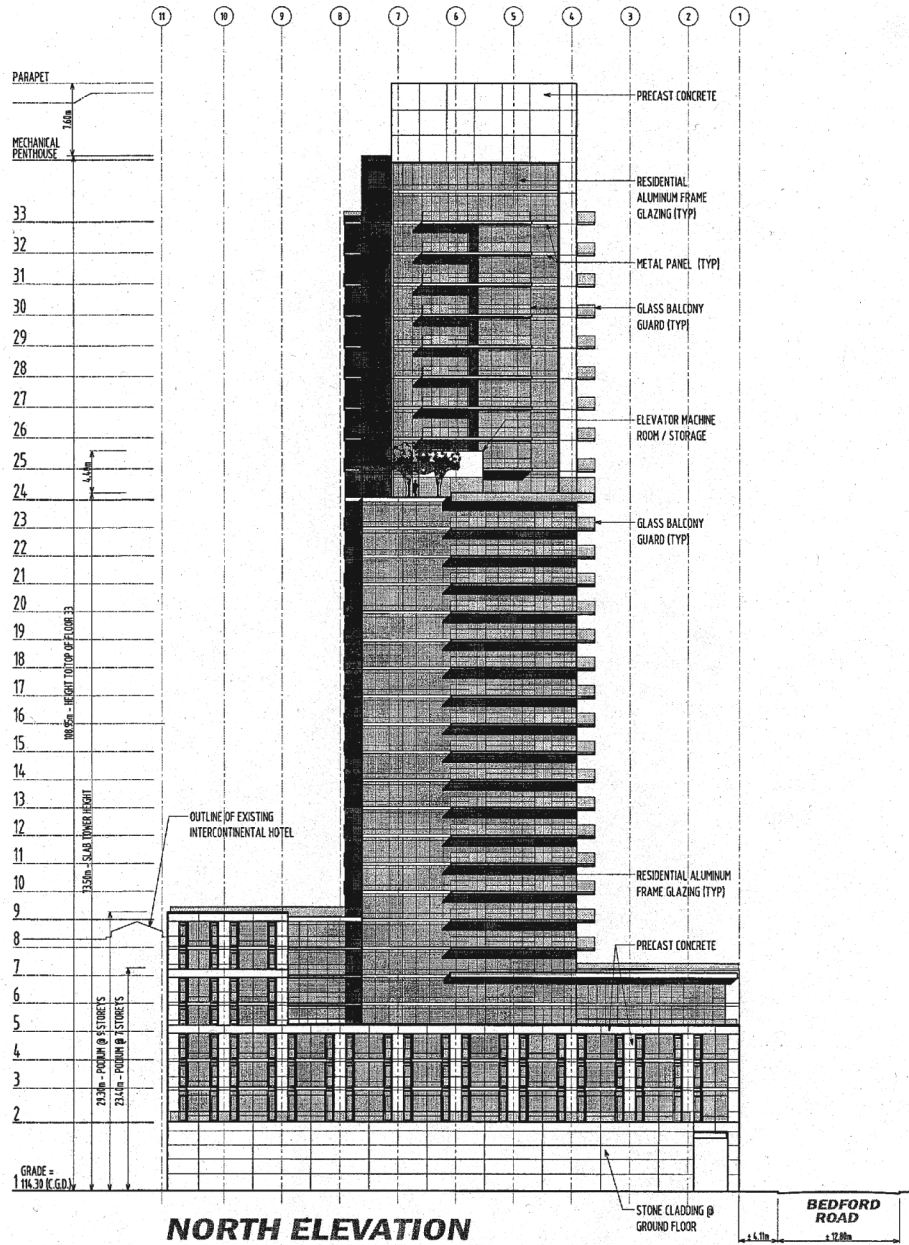 11 10 9 8 7 6 5 4 3 2 1
PARAPET
7.60m
MECHANICAL
PENTHOUSE
PRECAST CONCRETE
RESIDENTIAL
ALUMINUM FRAME
GLAZING (TYP)
33
32
METAL PANEL (TYP)
31
30
GLASS BALCONY
GUARD (TYP)
29
28
27
26
ELEVATOR MACHINE
ROOM / STORAGE
25
4.40m
24
23
GLASS BALCONY
GUARD (TYP)
22
21
20
19
108.95m - HEIGHT TO TOP OF FLOOR 33
18
17
16
15
14
13
OUTLINE OF EXISTING
INTERCONTINENTAL HOTEL
12
73.50m - SLAB TOWER HEIGHT
11
10
RESIDENTIAL ALUMINUM
FRAME GLAZING (TYP)
9
8
PRECAST CONCRETE
7
6
5
29.30m - PODIUM @ 9 STOREYS
23.40m - PODIUM @ 7 STOREYS
4
3
2
GRADE =
1 114.30 (C.G.D.)
STONE CLADDING @
GROUND FLOOR
NORTH ELEVATION
BEDFORD
ROAD
± 4.11m
± 12.80m